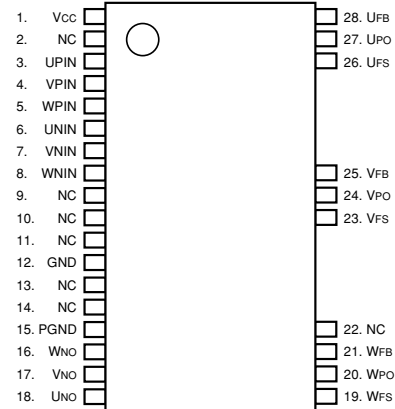 1. VCC
2. NC
3. UPIN
4. VPIN
5. WPIN
6. UNIN
7. VNIN
8. WNIN
9. NC
10. NC
11. NC
12. GND
13. NC
14. NC
15. PGND
16. WNO
17. VNO
18. UNO
28. UFB
27. UPO
26. UFS
25. VFB
24. VPO
23. VFS
22. NC
21. WFB
20. WPO
19. WFS